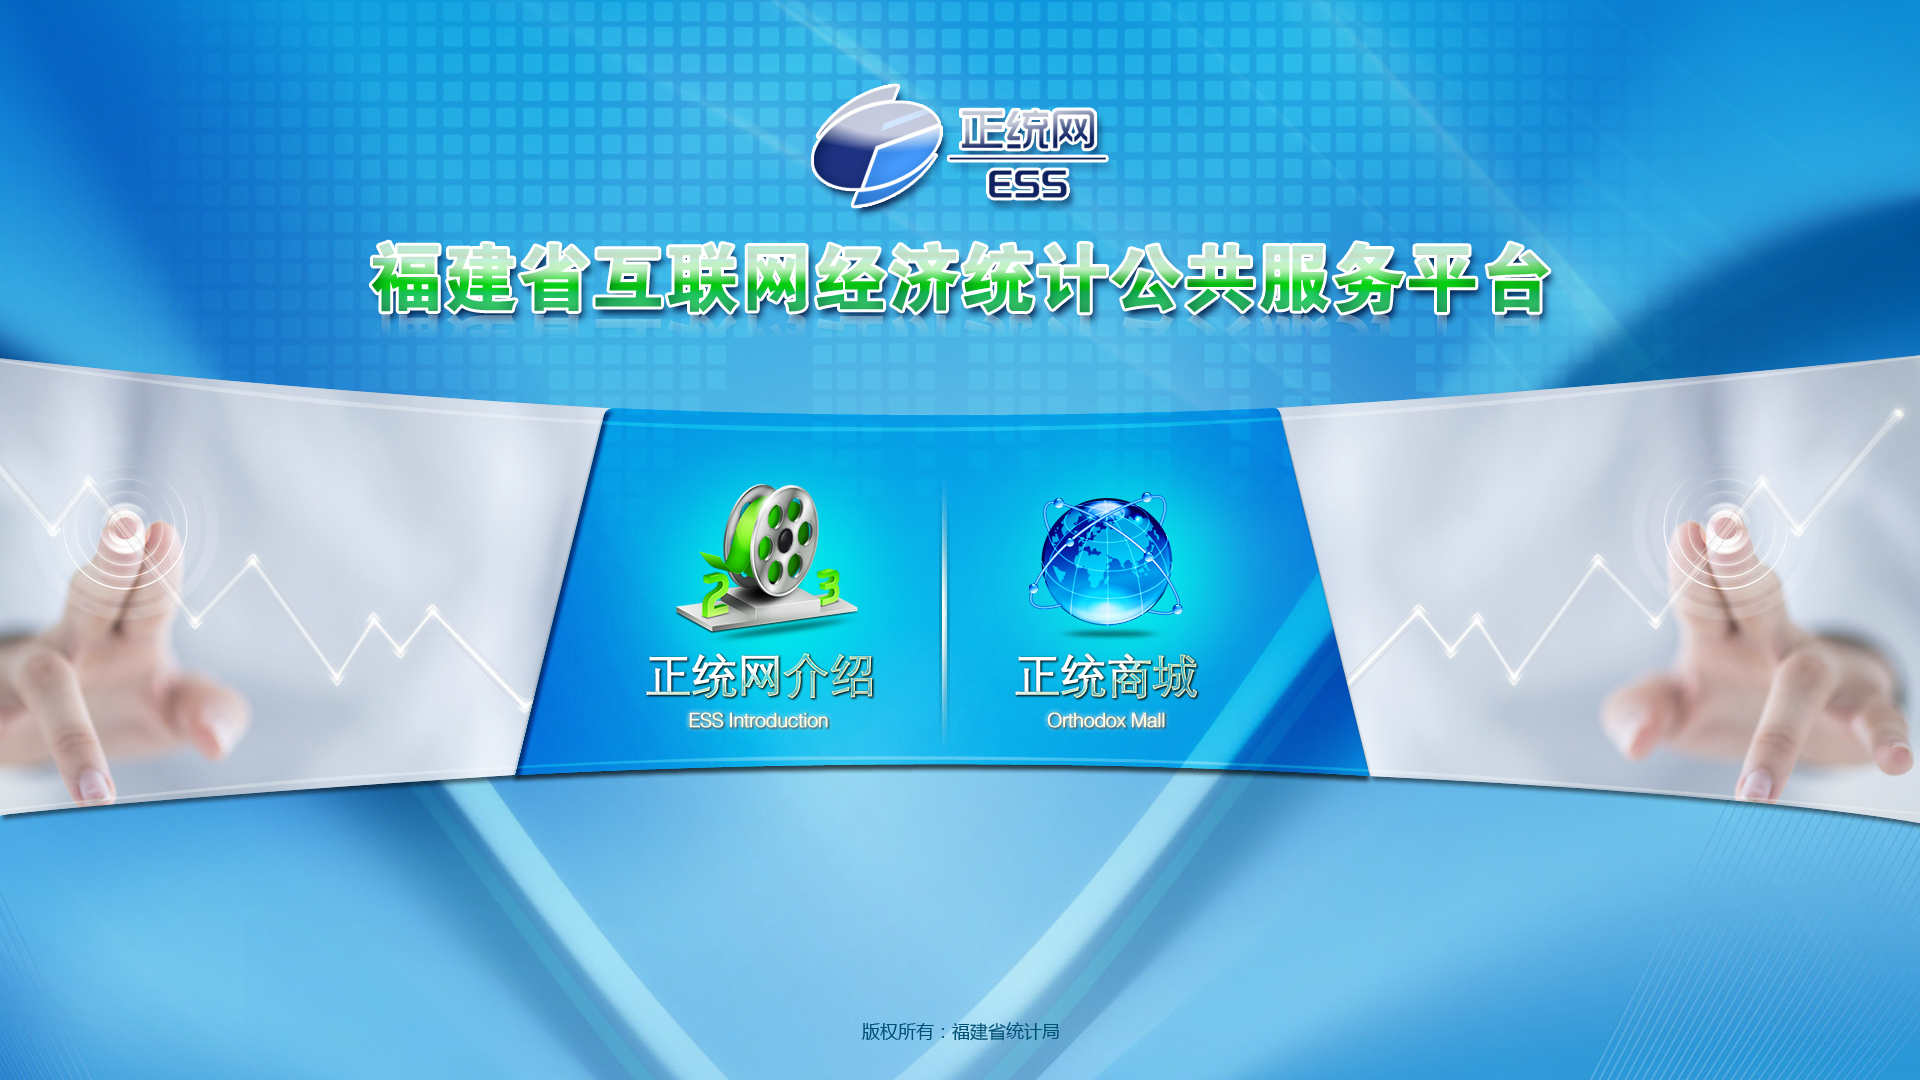 正统网
ESS
福建省互联网经济统计公共服务平台
2 3
正统网介绍
ESS Introduction
正统商城
Orthodox Mall
版权所有：福建省统计局